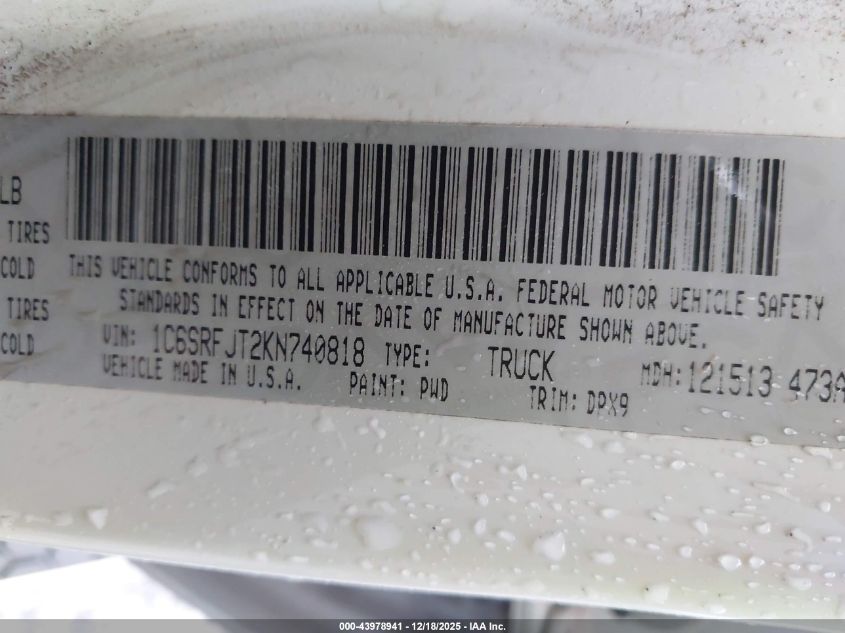 LB
TIRES
COLD
TIRES
COLD
THIS VEHICLE CONFORMS TO ALL APPLICABLE U.S.A. FEDERAL MOTOR VEHICLE SAFETY
STANDARDS IN EFFECT ON THE DATE OF MANUFACTURE SHOWN ABOVE.
VIN: 1C6SRFJT2KN740818 TYPE: TRUCK MDH:121513 473A
VEHICLE MADE IN U.S.A. PAINT: PWD TRIM: DPX9
000-43978941 - 12/18/2025 - IAA Inc.